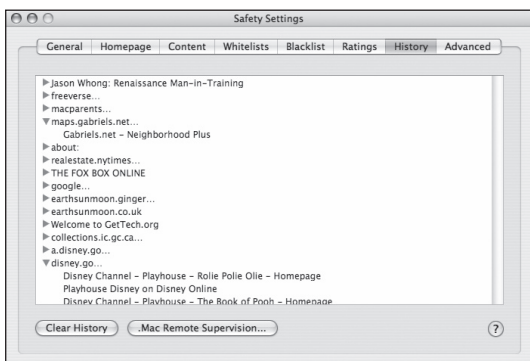 Safety Settings
General Homepage Content Whitelists Blacklist Ratings History Advanced
Jason Whong: Renaissance Man-in-Training
freeverse...
macparents...
maps.gabriels.net...
Gabriels.net – Neighborhood Plus
about:
realestate.nytimes...
THE FOX BOX ONLINE
google...
earthsunmoon.ginger...
earthsunmoon.co.uk
Welcome to GetTech.org
collections.ic.gc.ca...
a.disney.go...
disney.go...
Disney Channel – Playhouse – Rolie Polie Olie – Homepage
Playhouse Disney on Disney Online
Disney Channel – Playhouse – The Book of Pooh – Homepage
Clear History .Mac Remote Supervision... ?